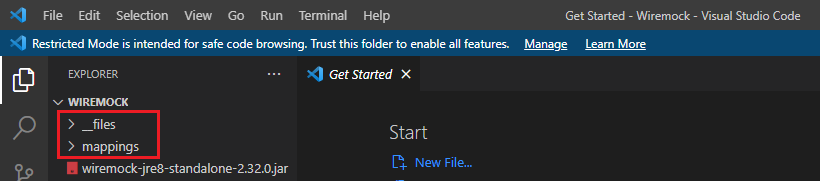 File Edit Selection View Go Run Terminal Help Get Started - Wiremock - Visual Studio Code
Restricted Mode is intended for safe code browsing. Trust this folder to enable all features. Manage Learn More
EXPLORER ... Get Started
WIREMOCK
__files
mappings
wiremock-jre8-standalone-2.32.0.jar
Start
New File...